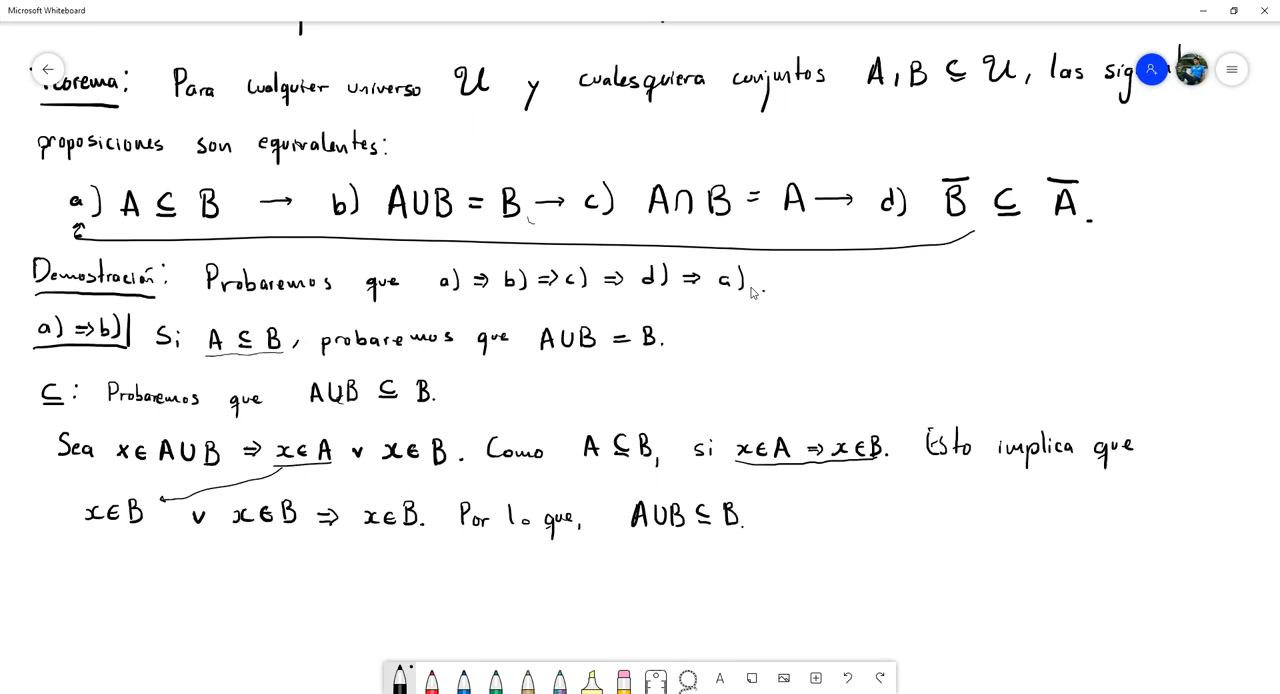 Microsoft Whiteboard
orema: Para cualquier universo U y cualesquiera conjuntos A, B ⊆ U, las sig
proposiciones son equivalentes:
a) A ⊆ B → b) A∪B = B → c) A∩B = A → d) B̅ ⊆ A̅.
Demostración: Probaremos que a) ⇒ b) ⇒ c) ⇒ d) ⇒ a).
a) ⇒ b)| Si A ⊆ B, probaremos que A∪B = B.
⊆: Probaremos que A∪B ⊆ B.
Sea x ∈ A∪B ⇒ x ∈ A ∨ x ∈ B. Como A ⊆ B, si x ∈ A ⇒ x ∈ B. Esto implica que
x ∈ B ∨ x ∈ B ⇒ x ∈ B. Por lo que, A∪B ⊆ B.
A